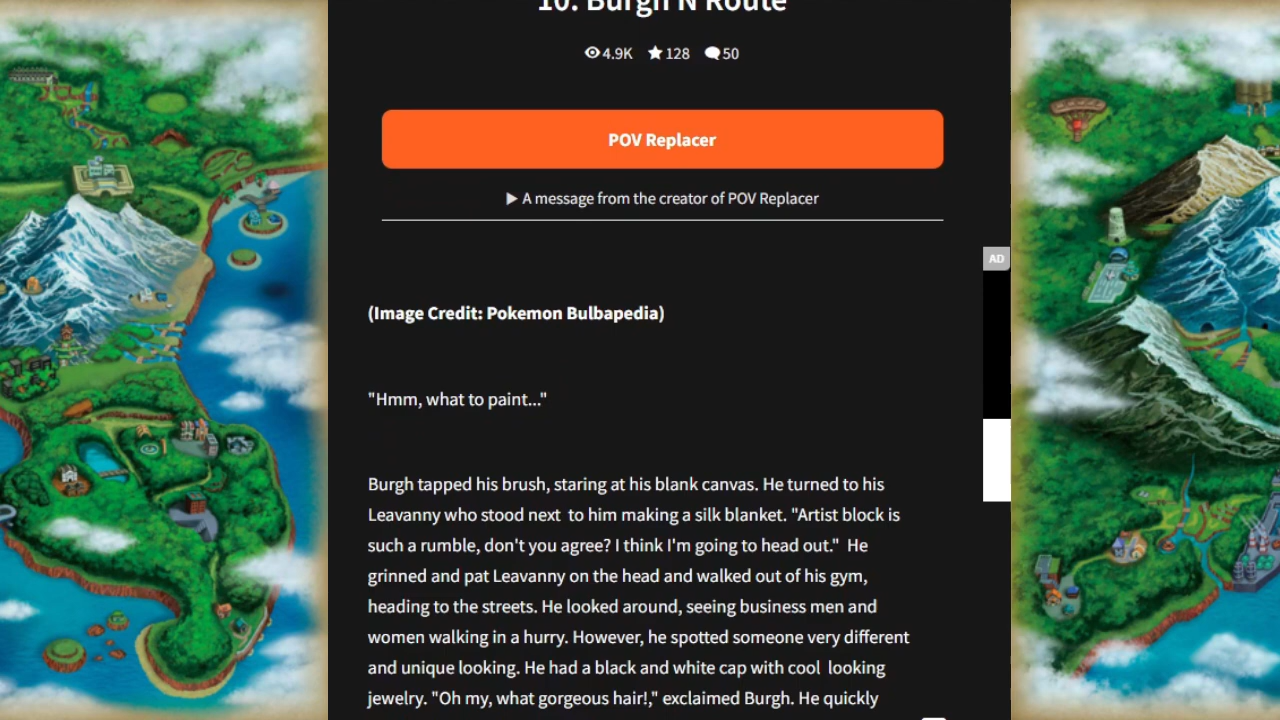 10. Burgh N Route
4.9K 128 50
POV Replacer
▶ A message from the creator of POV Replacer
AD
(Image Credit: Pokemon Bulbapedia)
"Hmm, what to paint..."
Burgh tapped his brush, staring at his blank canvas. He turned to his
Leavanny who stood next to him making a silk blanket. "Artist block is
such a rumble, don't you agree? I think I'm going to head out." He
grinned and pat Leavanny on the head and walked out of his gym,
heading to the streets. He looked around, seeing business men and
women walking in a hurry. However, he spotted someone very different
and unique looking. He had a black and white cap with cool looking
jewelry. "Oh my, what gorgeous hair!," exclaimed Burgh. He quickly